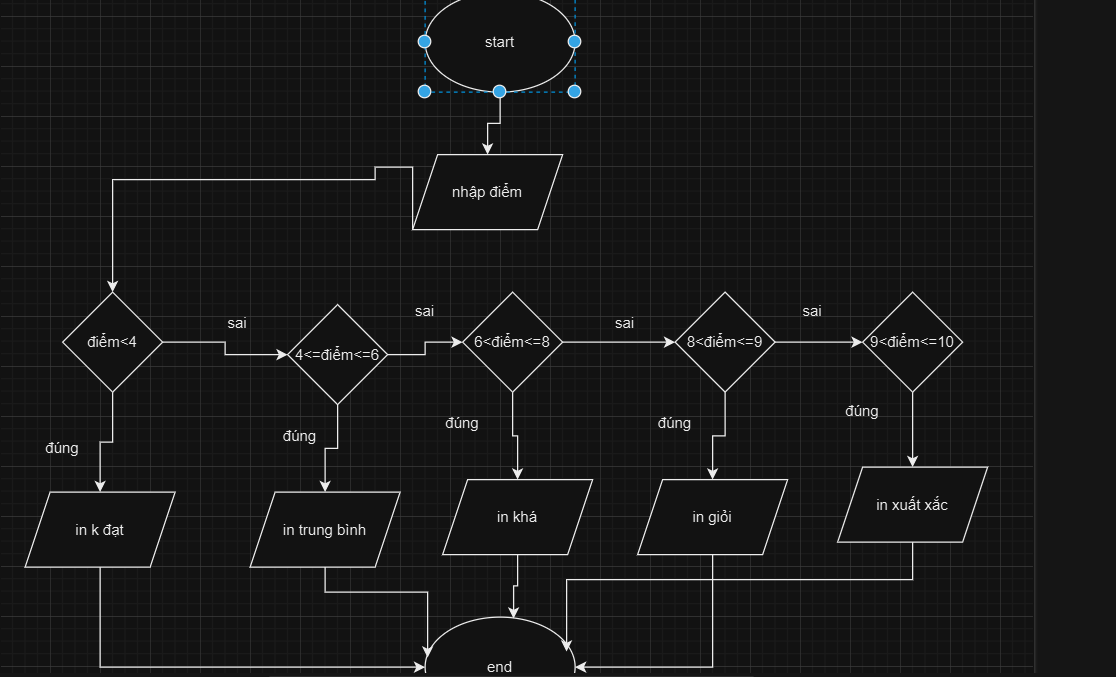 start
nhập điểm
điểm<4
sai
4<=điểm<=6
sai
6<điểm<=8
sai
8<điểm<=9
sai
9<điểm<=10
đúng
đúng
đúng
đúng
đúng
in k đạt
in trung bình
in khá
in giỏi
in xuất xắc
end